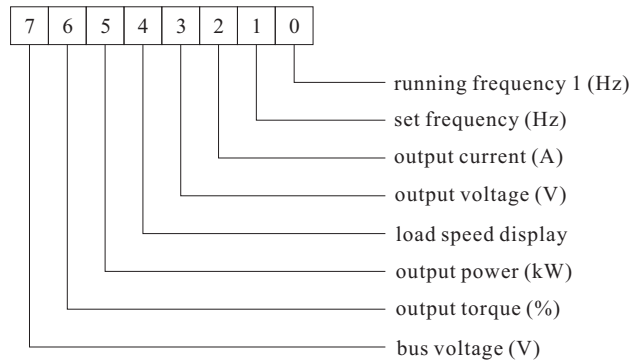 7 6 5 4 3 2 1 0
running frequency 1 (Hz)
set frequency (Hz)
output current (A)
output voltage (V)
load speed display
output power (kW)
output torque (%)
bus voltage (V)